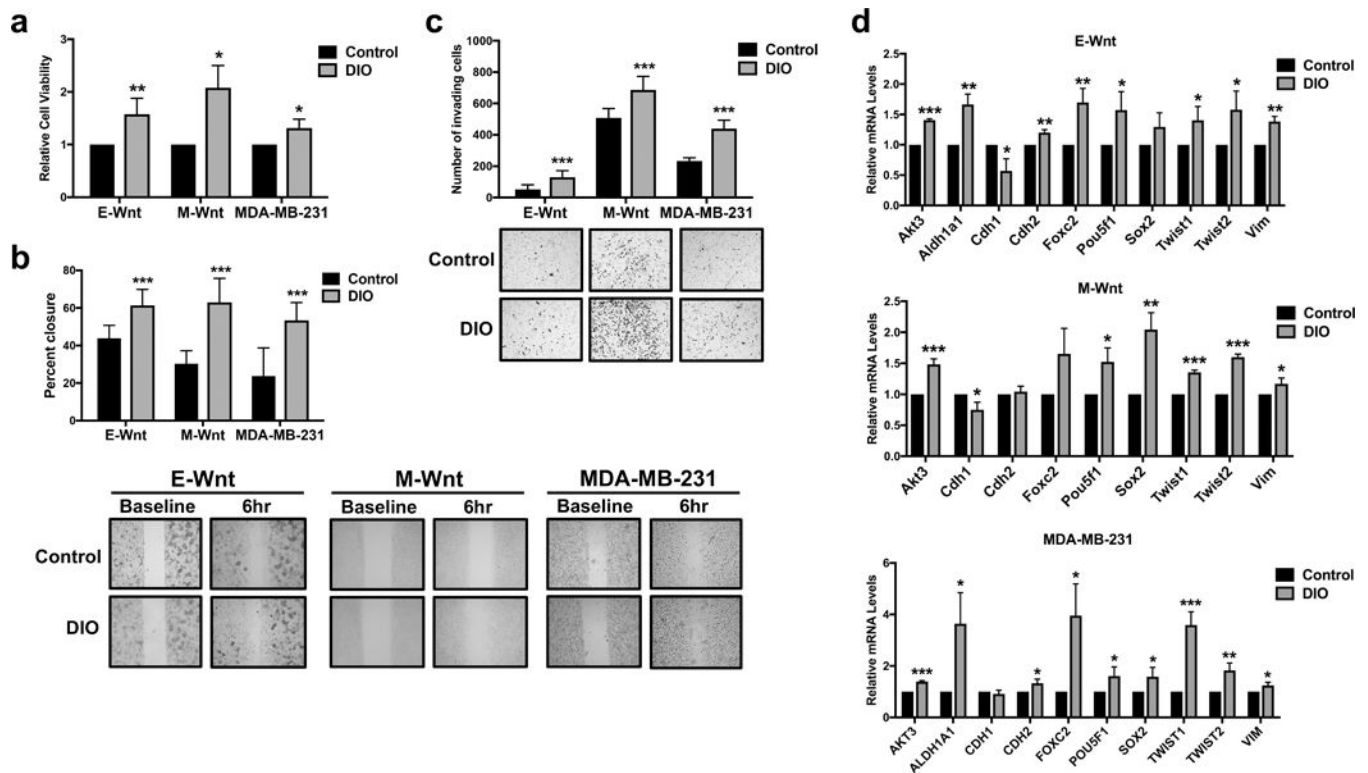 a
3
2
1
0
Relative Cell Viability
**
*
*
Control
DIO
E-Wnt
M-Wnt
MDA-MB-231
b
80
60
40
20
0
Percent closure
***
***
***
Control
DIO
E-Wnt
M-Wnt
MDA-MB-231
E-Wnt
M-Wnt
MDA-MB-231
Baseline
6hr
Baseline
6hr
Baseline
6hr
Control
DIO
c
1000
800
600
400
200
0
Number of invading cells
***
***
***
Control
DIO
E-Wnt
M-Wnt
MDA-MB-231
Control
DIO
d
E-Wnt
2.5
2.0
1.5
1.0
0.5
0.0
Relative mRNA Levels
***
**
*
**
**
*
*
*
**
Control
DIO
Akt3
Aldh1a1
Cdh1
Cdh2
Foxc2
Pou5f1
Sox2
Twist1
Twist2
Vim
M-Wnt
2.5
2.0
1.5
1.0
0.5
0.0
Relative mRNA Levels
***
*
*
**
***
***
*
Control
DIO
Akt3
Cdh1
Cdh2
Foxc2
Pou5f1
Sox2
Twist1
Twist2
Vim
MDA-MB-231
6
4
2
0
Relative mRNA Levels
***
*
*
*
*
*
***
**
*
Control
DIO
AKT3
ALDH1A1
CDH1
CDH2
FOXC2
POU5F1
SOX2
TWIST1
TWIST2
VIM